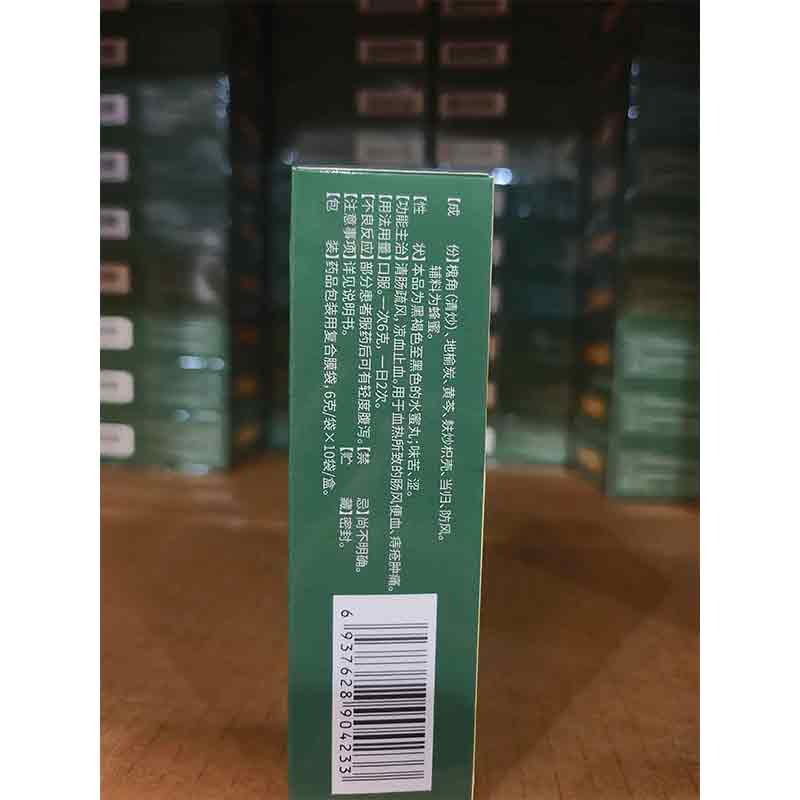 【成 份】槐角(清炒)、地榆炭、黄芩、麸炒枳壳、当归、防风。
辅料为蜂蜜。
【性 状】本品为黑褐色至黑色的水蜜丸;味苦、涩。
【功能主治】清肠疏风,凉血止血。用于血热所致的肠风便血、痔疮肿痛。
【用法用量】口服。一次6克,一日2次。
【不良反应】部分患者服药后可有轻度腹泻。【禁 忌】尚不明确。
【注意事项】详见说明书。 【贮 藏】密封。
【包 装】药品包装用复合膜袋,6克/袋×10袋/盒。
6 937628 904233